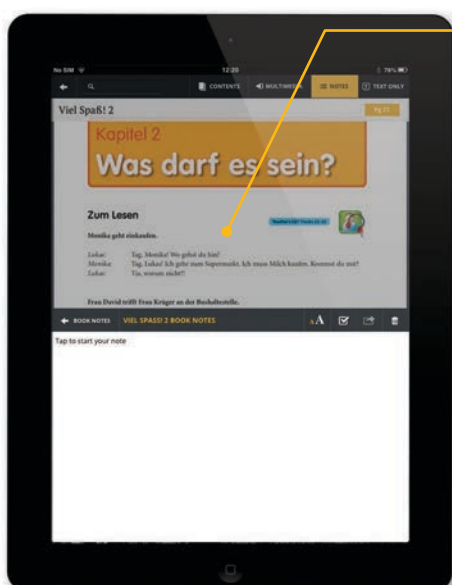 No SIM 12:20 78%
CONTENTS MULTIMEDIA NOTES TEXT ONLY
Viel Spaß! 2
Kapitel 2
Was darf es sein?
Zum Lesen
Monika geht einkaufen.
Lukas: Tag, Monika! Wo gehst du hin?
Monika: Tag, Lukas! Ich gehe zum Supermarkt. Ich muss Milch kaufen. Kommst du mit?
Lukas: Tja, warum nicht?!
Frau David trifft Frau Krüger an der Bushaltestelle.
BOOK NOTES VIEL SPASS! 2 BOOK NOTES AA
Tap to start your note